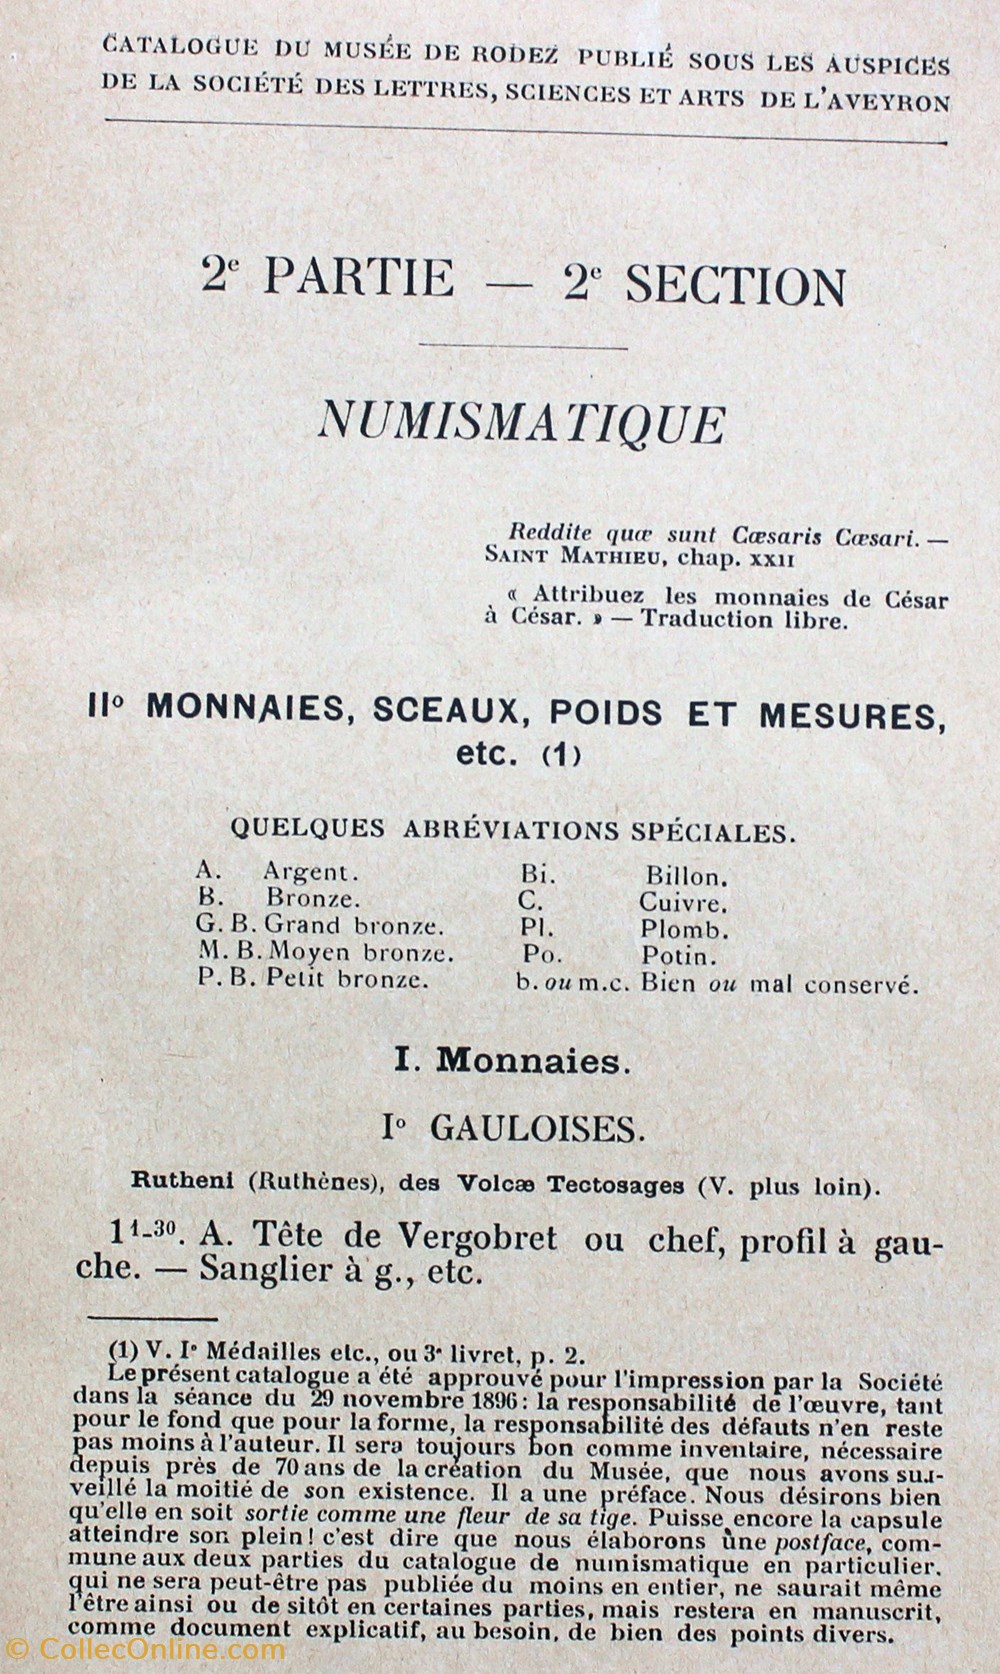 CATALOGUE DU MUSÉE DE RODEZ PUBLIÉ SOUS LES AUSPICES
DE LA SOCIÉTÉ DES LETTRES, SCIENCES ET ARTS DE L'AVEYRON
2e PARTIE — 2e SECTION
NUMISMATIQUE
Reddite quæ sunt Cæsaris Cæsari. —
SAINT MATHIEU, chap. XXII
« Attribuez les monnaies de César
à César. » — Traduction libre.
IIº MONNAIES, SCEAUX, POIDS ET MESURES,
etc. (1)
QUELQUES ABRÉVIATIONS SPÉCIALES.
A. Argent. Bi. Billon.
B. Bronze. C. Cuivre.
G. B. Grand bronze. Pl. Plomb.
M. B. Moyen bronze. Po. Potin.
P. B. Petit bronze. b. ou m.c. Bien ou mal conservé.
I. Monnaies.
Iº GAULOISES.
Rutheni (Ruthènes), des Volcæ Tectosages (V. plus loin).
1 1-30. A. Tête de Vergobret ou chef, profil à gau-
che. — Sanglier à g., etc.
(1) V. Iº Médailles etc., ou 3e livret, p. 2.
Le présent catalogue a été approuvé pour l'impression par la Société
dans la séance du 29 novembre 1896 : la responsabilité de l'œuvre, tant
pour le fond que pour la forme, la responsabilité des défauts n'en reste
pas moins à l'auteur. Il sera toujours bon comme inventaire, nécessaire
depuis près de 70 ans de la création du Musée, que nous avons sur-
veillé la moitié de son existence. Il a une préface. Nous désirons bien
qu'elle en soit sortie comme une fleur de sa tige. Puisse encore la capsule
atteindre son plein ! c'est dire que nous élaborons une postface, com-
mune aux deux parties du catalogue de numismatique en particulier.
qui ne sera peut-être pas publiée du moins en entier, ne saurait même
l'être ainsi ou de sitôt en certaines parties, mais restera en manuscrit,
comme document explicatif, au besoin, de bien des points divers.
© CollecOnline.com